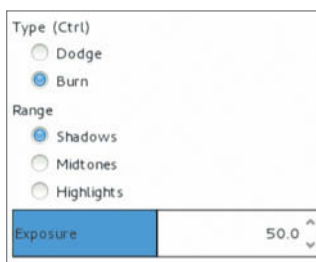 Type (Ctrl)
Dodge
Burn
Range
Shadows
Midtones
Highlights
Exposure 50.0